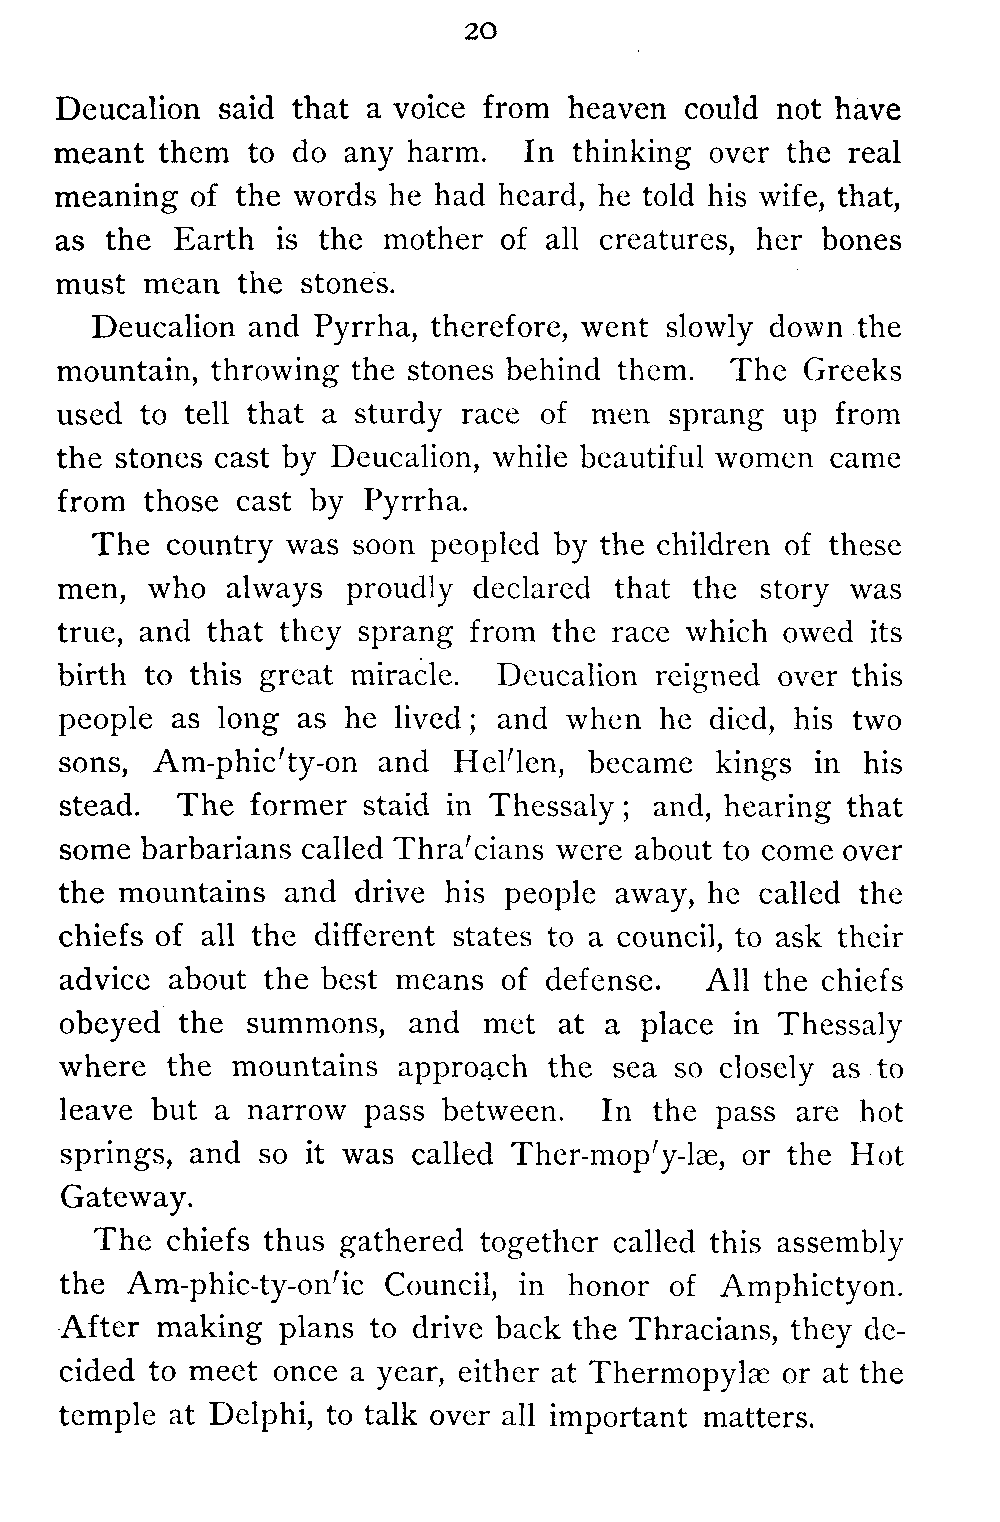 20
Deucalion said that a voice from heaven could not have
meant them to do any harm. In thinking over the real
meaning of the words he had heard, he told his wife, that,
as the Earth is the mother of all creatures, her bones
must mean the stones.
Deucalion and Pyrrha, therefore, went slowly down the
mountain, throwing the stones behind them. The Greeks
used to tell that a sturdy race of men sprang up from
the stones cast by Deucalion, while beautiful women came
from those cast by Pyrrha.
The country was soon peopled by the children of these
men, who always proudly declared that the story was
true, and that they sprang from the race which owed its
birth to this great miracle. Deucalion reigned over this
people as long as he lived; and when he died, his two
sons, Am-phic′ty-on and Hel′len, became kings in his
stead. The former staid in Thessaly; and, hearing that
some barbarians called Thra′cians were about to come over
the mountains and drive his people away, he called the
chiefs of all the different states to a council, to ask their
advice about the best means of defense. All the chiefs
obeyed the summons, and met at a place in Thessaly
where the mountains approach the sea so closely as to
leave but a narrow pass between. In the pass are hot
springs, and so it was called Ther-mop′y-læ, or the Hot
Gateway.
The chiefs thus gathered together called this assembly
the Am-phic-ty-on′ic Council, in honor of Amphictyon.
After making plans to drive back the Thracians, they de-
cided to meet once a year, either at Thermopylæ or at the
temple at Delphi, to talk over all important matters.